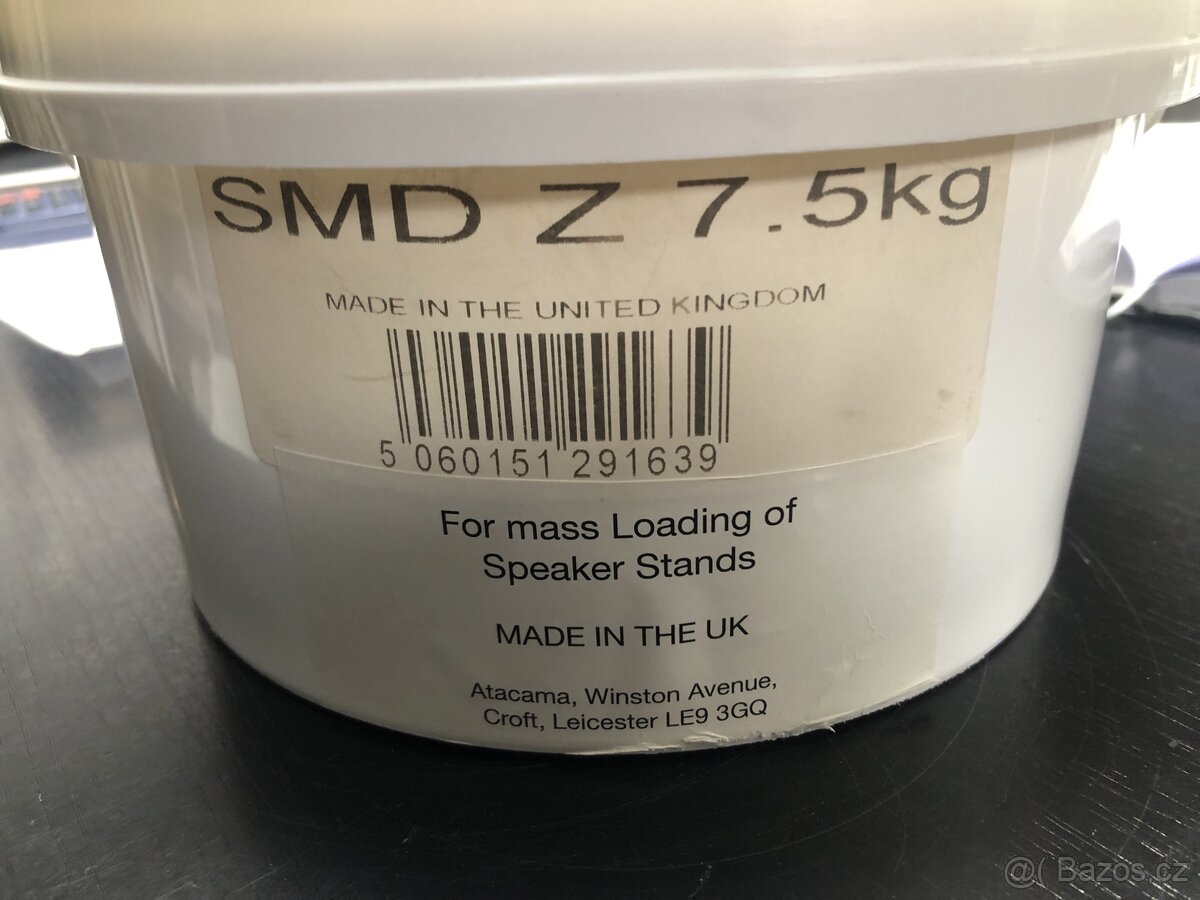 SMD Z 7.5kg
MADE IN THE UNITED KINGDOM
5 060151 291639
For mass Loading of
Speaker Stands
MADE IN THE UK
Atacama, Winston Avenue,
Croft, Leicester LE9 3GQ
@( Bazos.cz